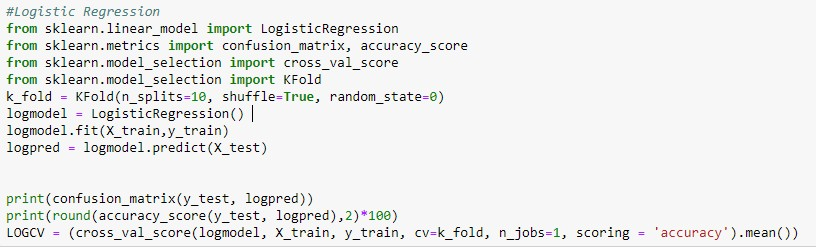 #Logistic Regression
from sklearn.linear_model import LogisticRegression
from sklearn.metrics import confusion_matrix, accuracy_score
from sklearn.model_selection import cross_val_score
from sklearn.model_selection import KFold
k_fold = KFold(n_splits=10, shuffle=True, random_state=0)
logmodel = LogisticRegression()
logmodel.fit(X_train,y_train)
logpred = logmodel.predict(X_test)
print(confusion_matrix(y_test, logpred))
print(round(accuracy_score(y_test, logpred),2)*100)
LOGCV = (cross_val_score(logmodel, X_train, y_train, cv=k_fold, n_jobs=1, scoring = 'accuracy').mean())